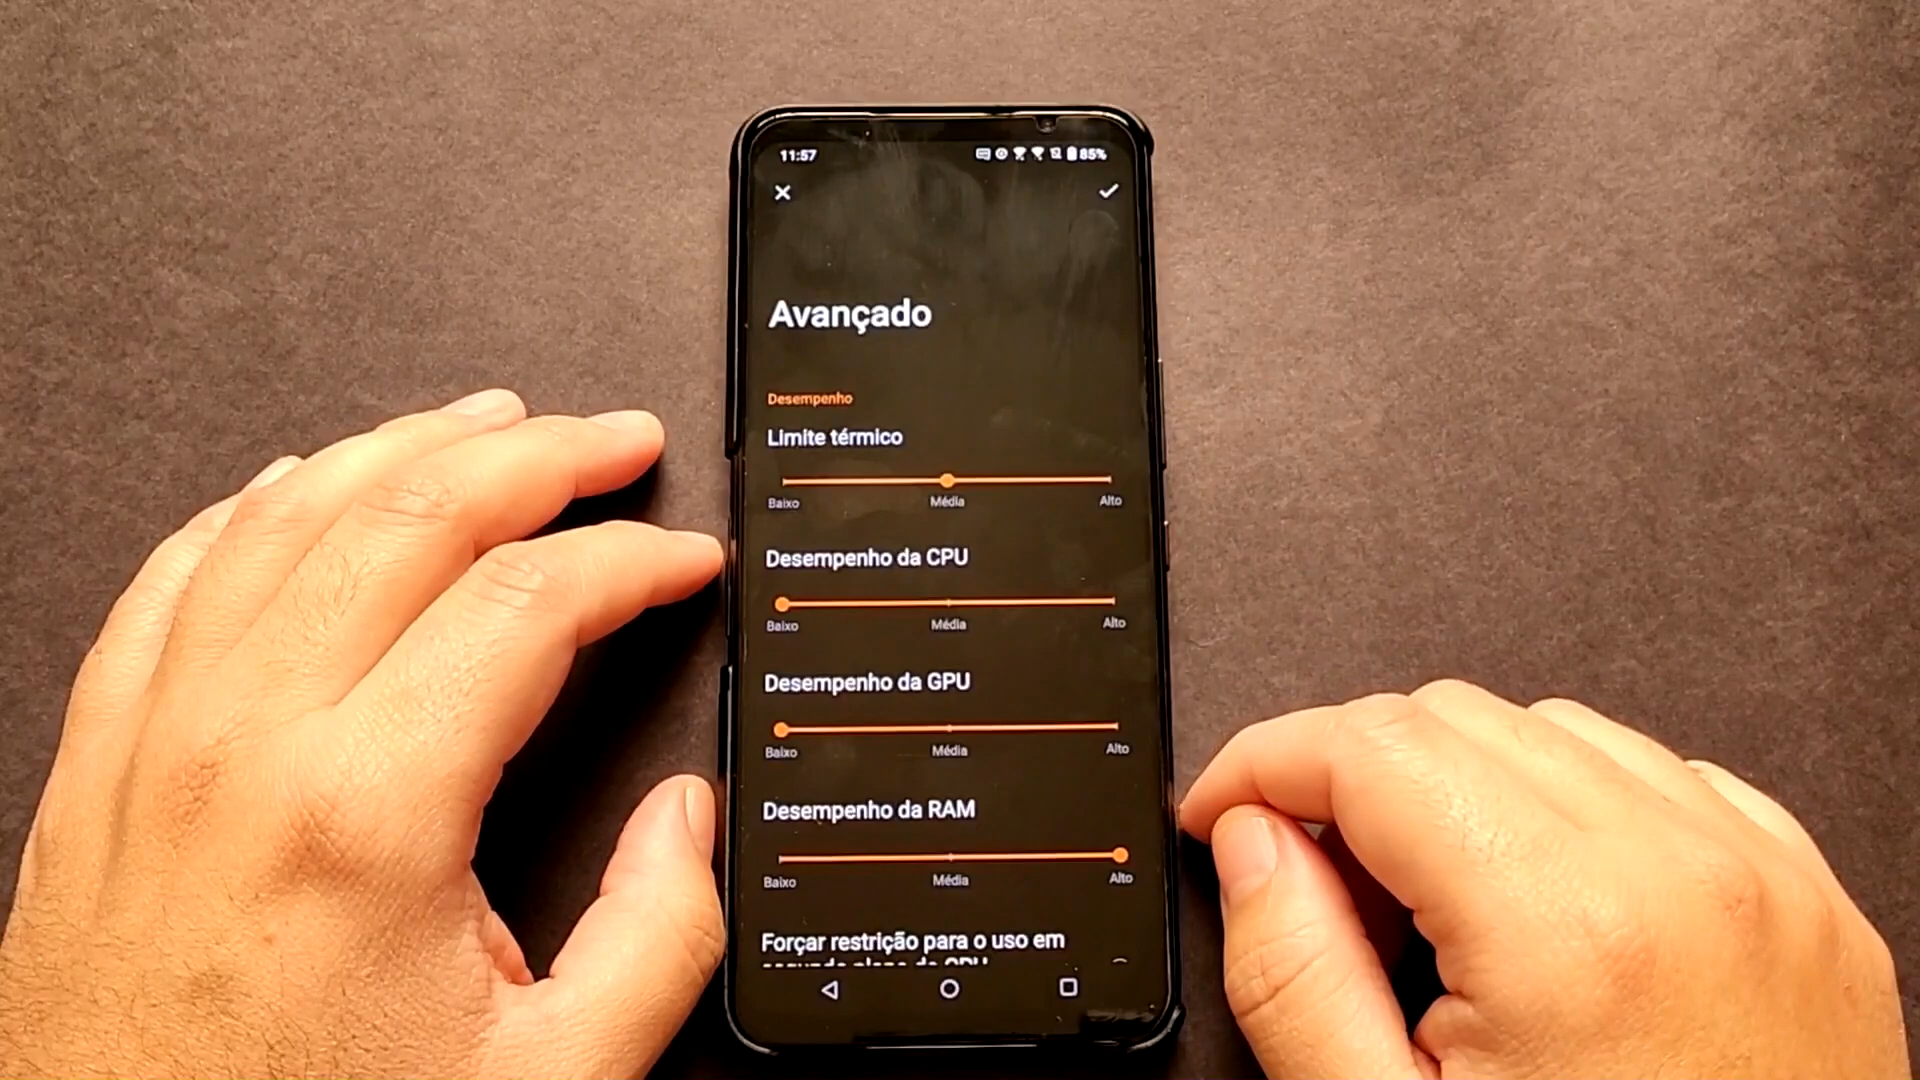 11:57
85%
Avançado
Desempenho
Limite térmico
Baixo Média Alto
Desempenho da CPU
Baixo Média Alto
Desempenho da GPU
Baixo Média Alto
Desempenho da RAM
Baixo Média Alto
Forçar restrição para o uso em